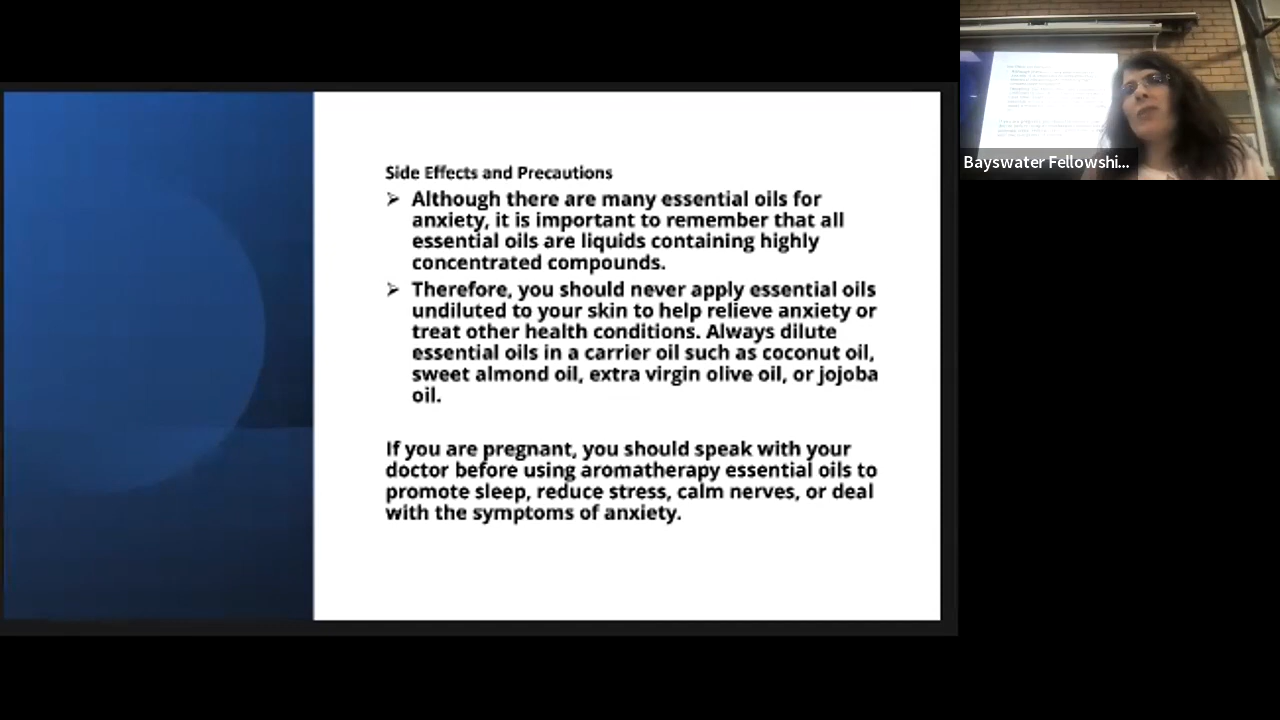 Side Effects and Precautions
➤ Although there are many essential oils for
anxiety, it is important to remember that all
essential oils are liquids containing highly
concentrated compounds.
➤ Therefore, you should never apply essential oils
undiluted to your skin to help relieve anxiety or
treat other health conditions. Always dilute
essential oils in a carrier oil such as coconut oil,
sweet almond oil, extra virgin olive oil, or jojoba
oil.
If you are pregnant, you should speak with your
doctor before using aromatherapy essential oils to
promote sleep, reduce stress, calm nerves, or deal
with the symptoms of anxiety.
Bayswater Fellowshi...